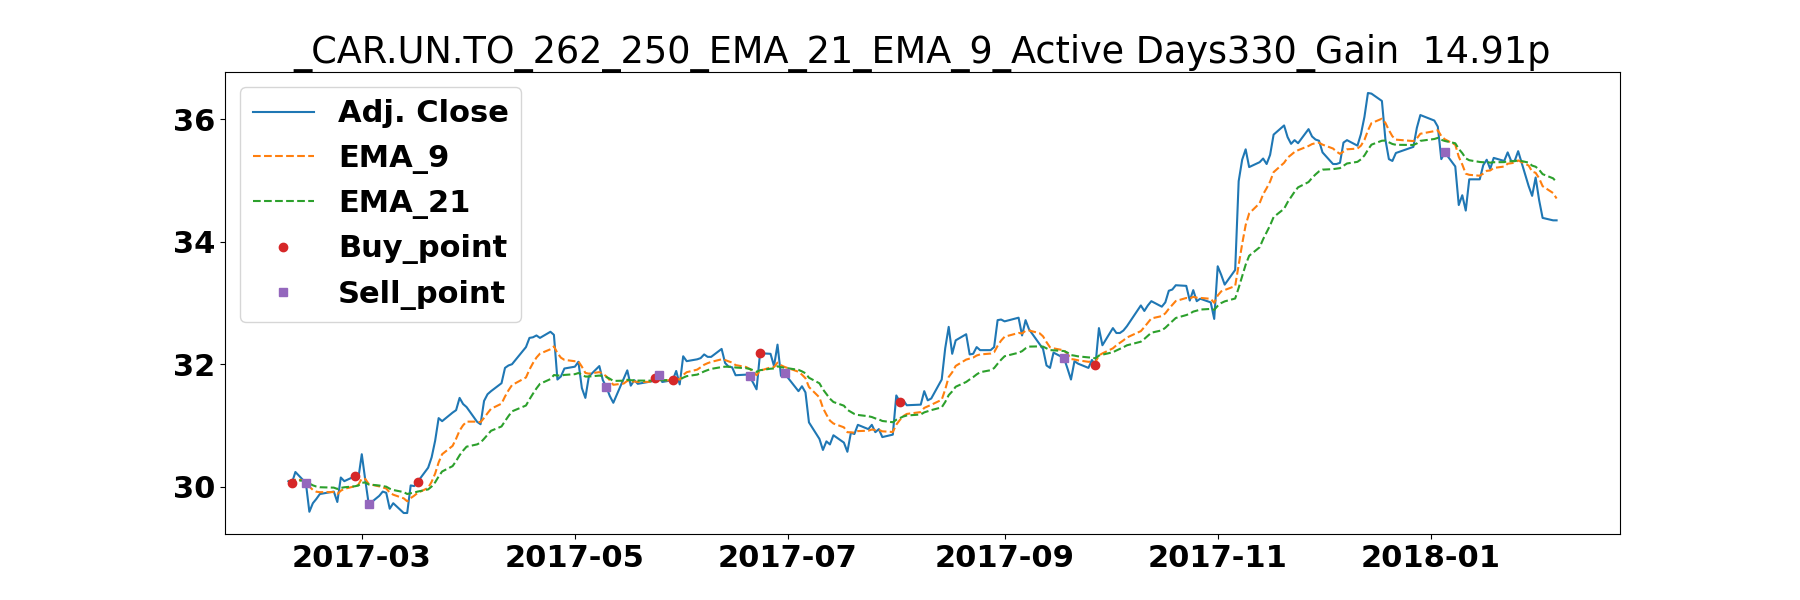 _CAR.UN.TO_262_250_EMA_21_EMA_9_Active Days330_Gain  14.91p
Adj. Close
EMA_9
EMA_21
Buy_point
Sell_point
36
34
32
30
2017-03 2017-05 2017-07 2017-09 2017-11 2018-01